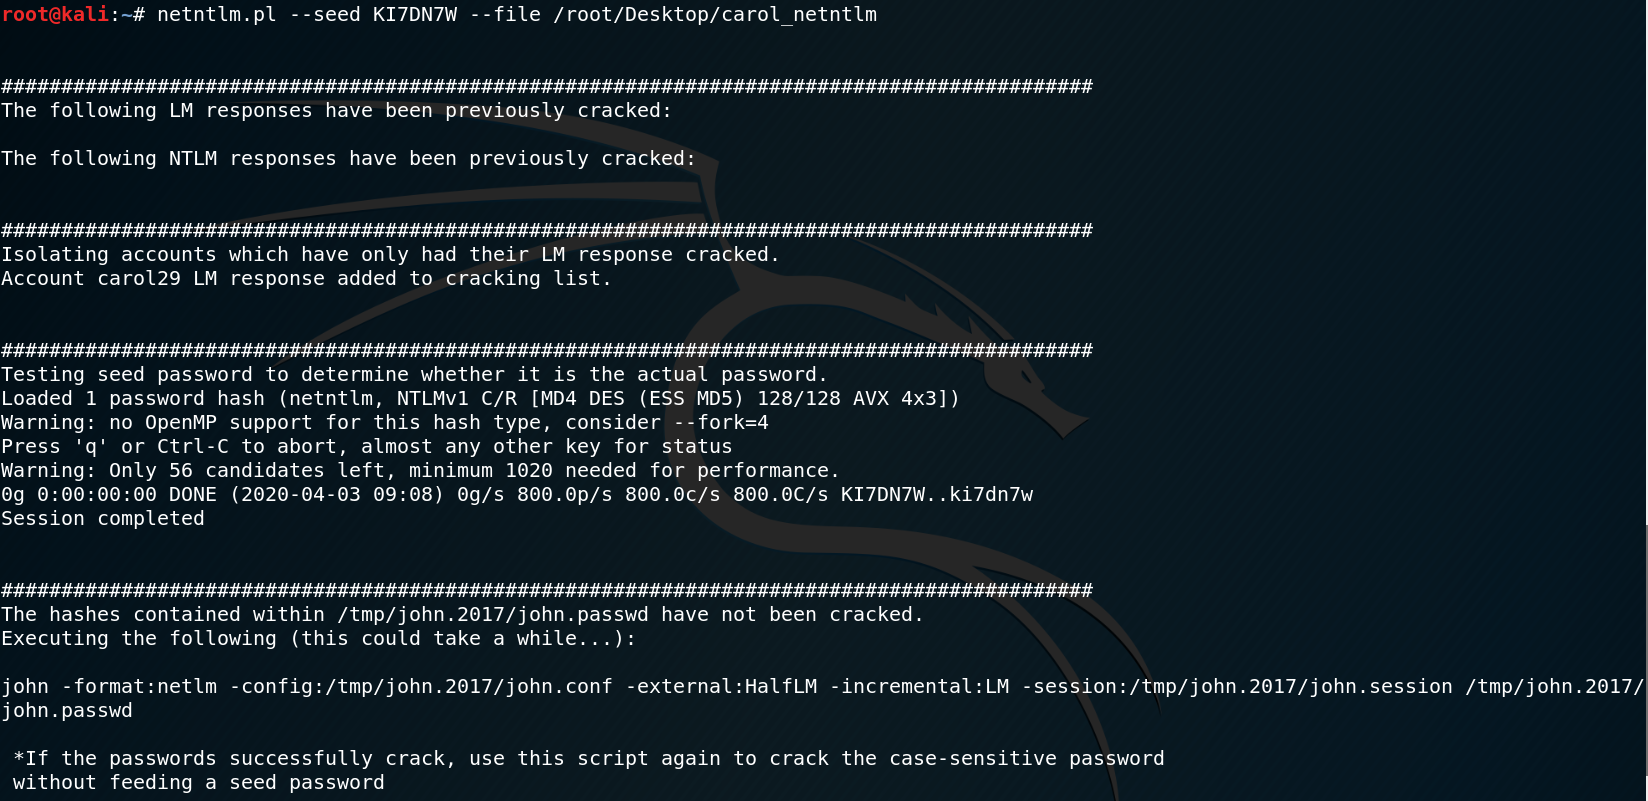 root@kali:~# netntlm.pl --seed KI7DN7W --file /root/Desktop/carol_netntlm
###########################################################################################
The following LM responses have been previously cracked:
The following NTLM responses have been previously cracked:
###########################################################################################
Isolating accounts which have only had their LM response cracked.
Account carol29 LM response added to cracking list.
###########################################################################################
Testing seed password to determine whether it is the actual password.
Loaded 1 password hash (netntlm, NTLMv1 C/R [MD4 DES (ESS MD5) 128/128 AVX 4x3])
Warning: no OpenMP support for this hash type, consider --fork=4
Press 'q' or Ctrl-C to abort, almost any other key for status
Warning: Only 56 candidates left, minimum 1020 needed for performance.
0g 0:00:00:00 DONE (2020-04-03 09:08) 0g/s 800.0p/s 800.0c/s 800.0C/s KI7DN7W..ki7dn7w
Session completed
###########################################################################################
The hashes contained within /tmp/john.2017/john.passwd have not been cracked.
Executing the following (this could take a while...):
john -format:netlm -config:/tmp/john.2017/john.conf -external:HalfLM -incremental:LM -session:/tmp/john.2017/john.session /tmp/john.2017/
john.passwd
*If the passwords successfully crack, use this script again to crack the case-sensitive password
without feeding a seed password